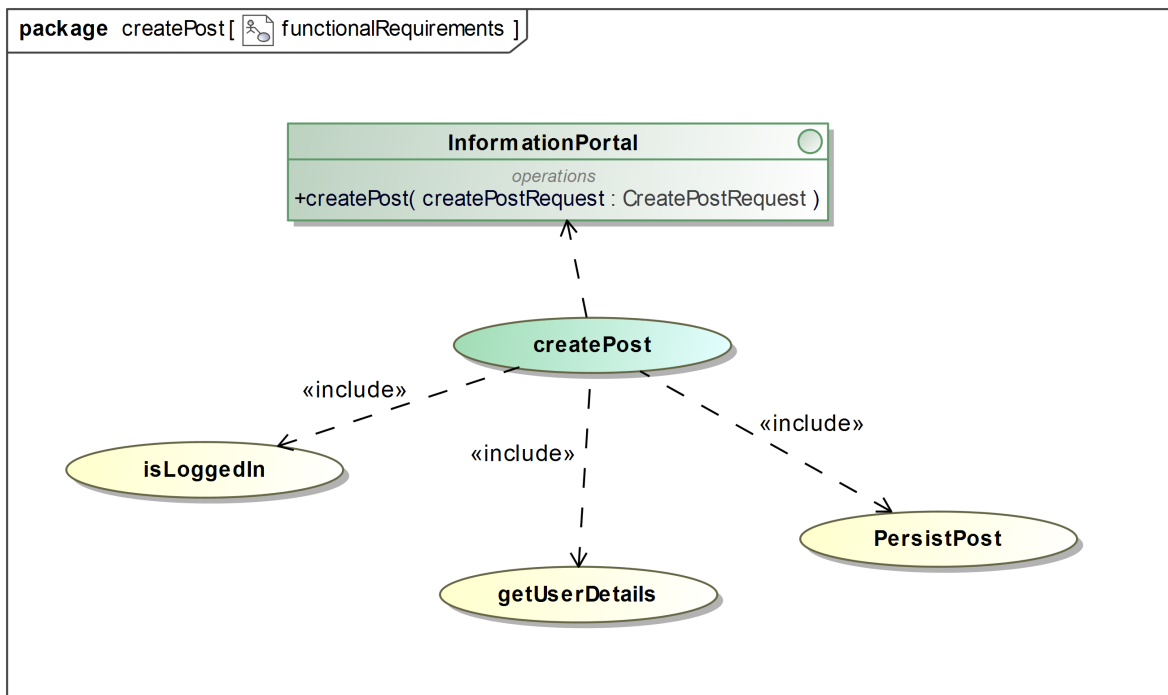 package createPost [ functionalRequirements ]
InformationPortal
operations
+createPost( createPostRequest : CreatePostRequest )
createPost
«include»
«include»
«include»
isLoggedIn
PersistPost
getUserDetails